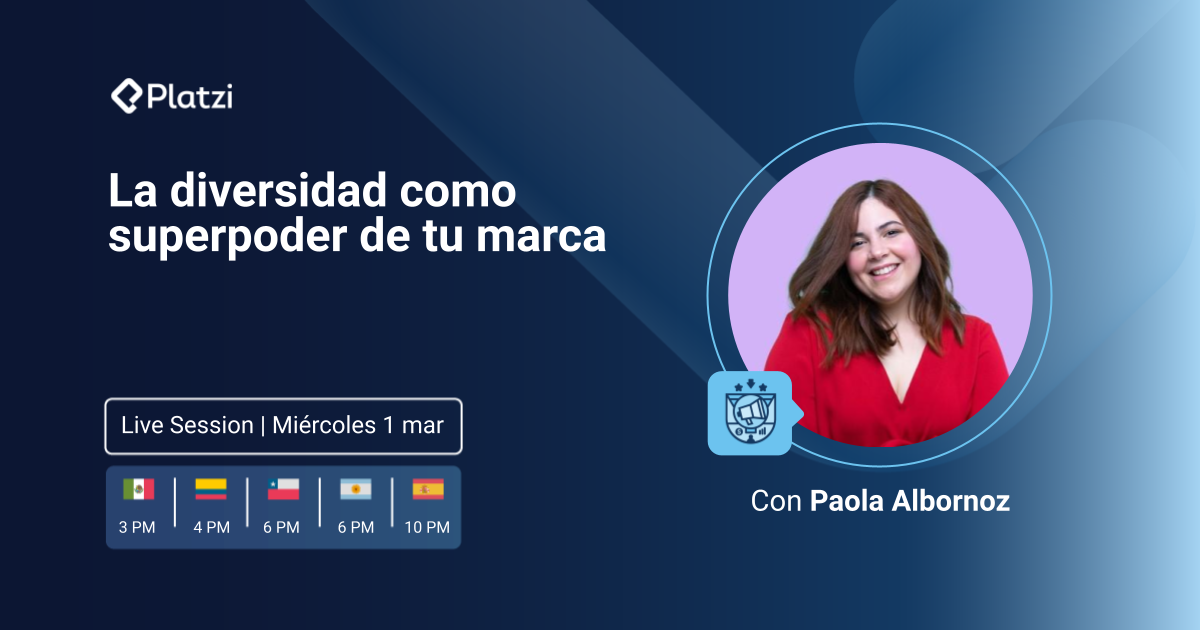 Platzi
La diversidad como
superpoder de tu marca
Live Session | Miércoles 1 mar
3 PM
4 PM
6 PM
6 PM
10 PM
Con Paola Albornoz